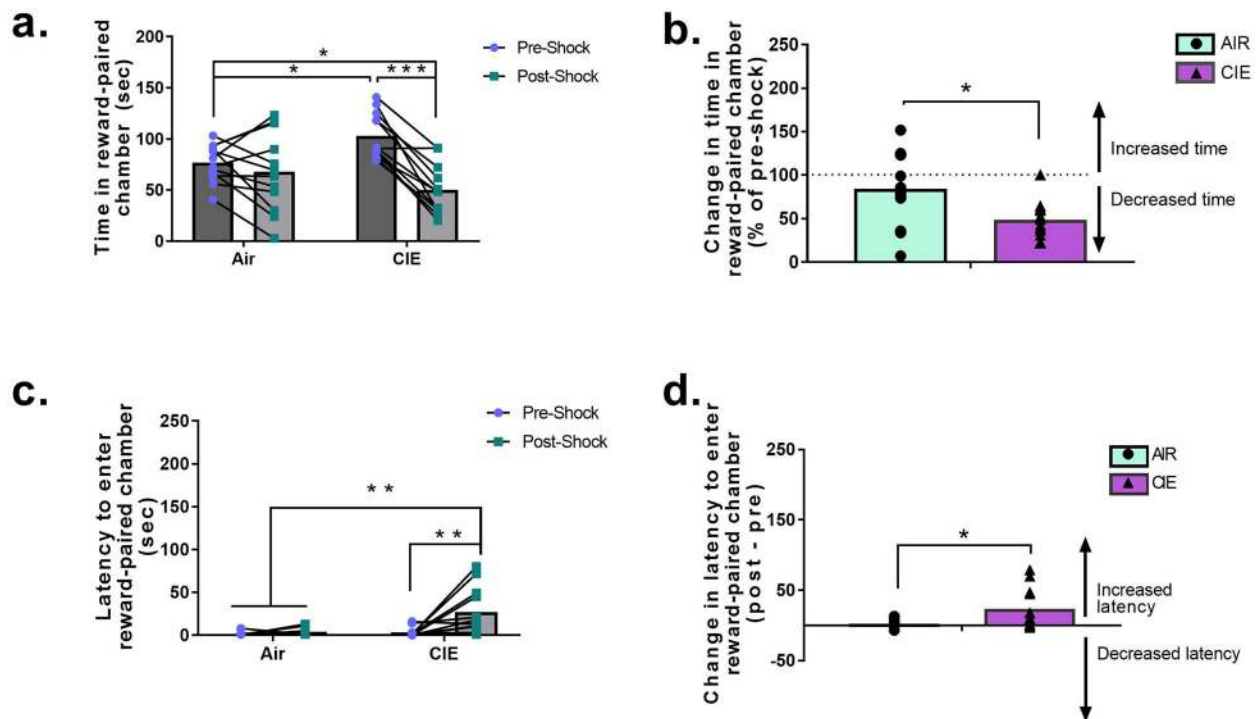 a.
Time in reward-paired
chamber (sec)
200
150
100
50
0
Air
CIE
*
*
***
Pre-Shock
Post-Shock
b.
Change in time in
reward-paired chamber
(% of pre-shock)
250
200
150
100
50
0
*
AIR
CIE
Increased time
Decreased time
c.
Latency to enter
reward-paired chamber
(sec)
250
200
150
100
50
0
Air
CIE
**
**
Pre-Shock
Post-Shock
d.
Change in latency to enter
reward-paired chamber
(post - pre)
250
150
50
-50
*
AIR
CIE
Increased
latency
Decreased latency